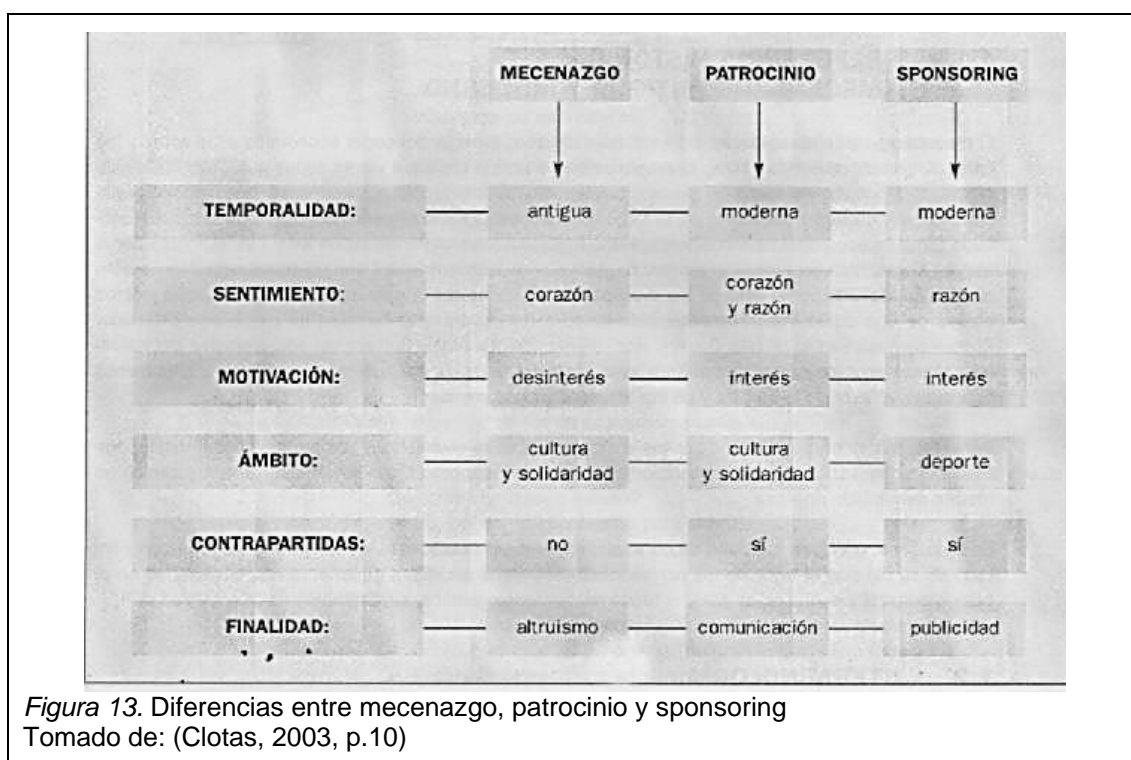 MECENAZGO PATROCINIO SPONSORING
TEMPORALIDAD: antigua moderna moderna
SENTIMIENTO: corazón corazón y razón razón
MOTIVACIÓN: desinterés interés interés
ÁMBITO: cultura y solidaridad cultura y solidaridad deporte
CONTRAPARTIDAS: no sí sí
FINALIDAD: altruismo comunicación publicidad
Figura 13. Diferencias entre mecenazgo, patrocinio y sponsoring
Tomado de: (Clotas, 2003, p.10)